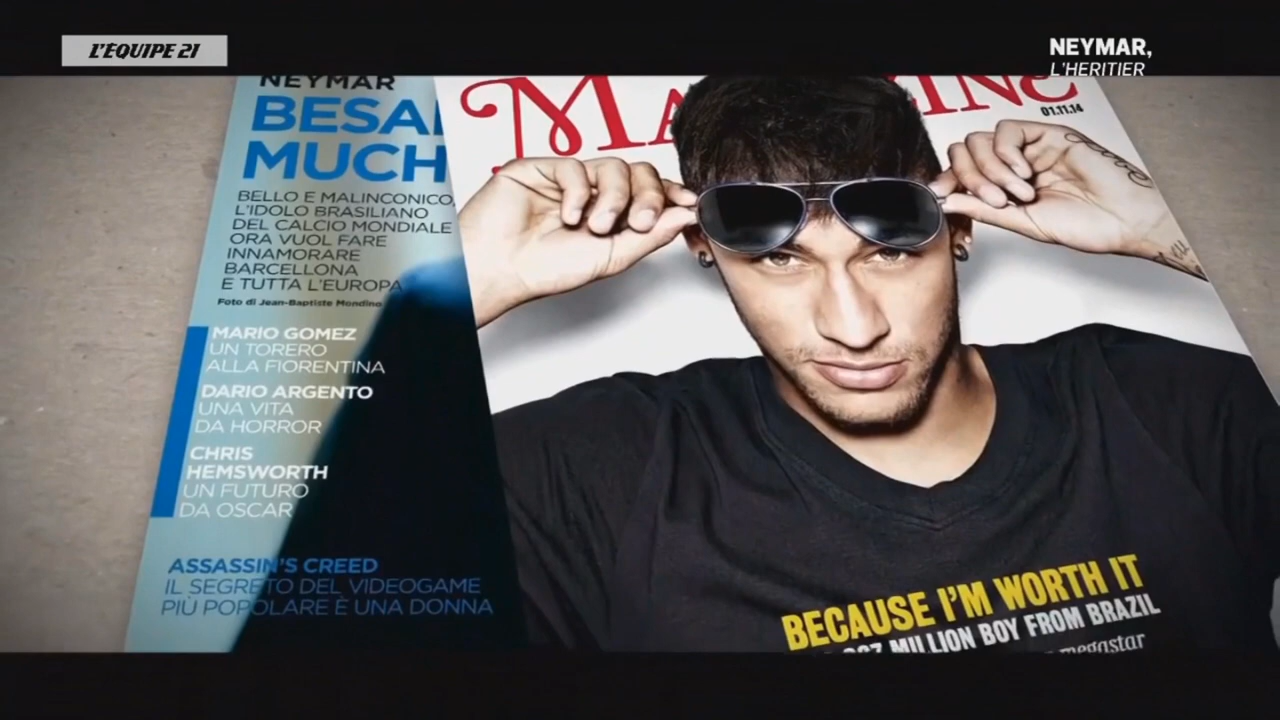 L'ÉQUIPE 21
NEYMAR,
L'HERITIER
NEYMAR
BESA
MUCH
BELLO E MALINCONICO,
L'IDOLO BRASILIANO
DEL CALCIO MONDIALE
ORA VUOL FARE
INNAMORARE
BARCELLONA
E TUTTA L'EUROPA
Foto di Jean-Baptiste Mondino
MARIO GOMEZ
UN TORERO
ALLA FIORENTINA
DARIO ARGENTO
UNA VITA
DA HORROR
CHRIS
HEMSWORTH
UN FUTURO
DA OSCAR
ASSASSIN'S CREED
IL SEGRETO DEL VIDEOGAME
PIÙ POPOLARE È UNA DONNA
01.11.14
BECAUSE I'M WORTH IT
MILLION BOY FROM BRAZIL
megastar